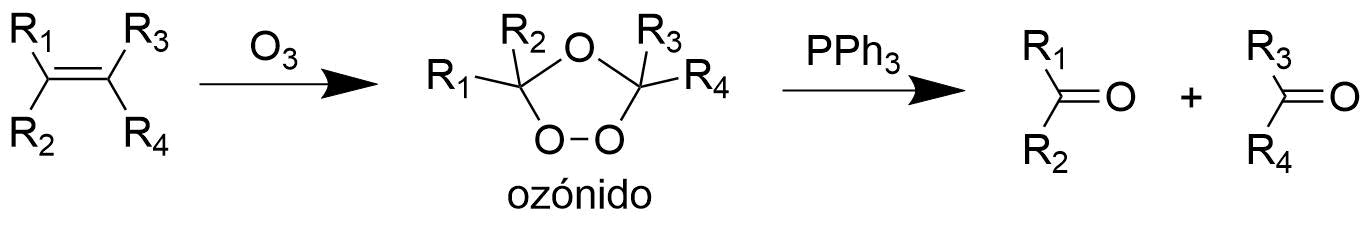 R1 R3
R2 R4
O3
R2 O R3
R1 R4
O-O
ozónido
PPh3
R1
O
R2
+
R3
O
R4